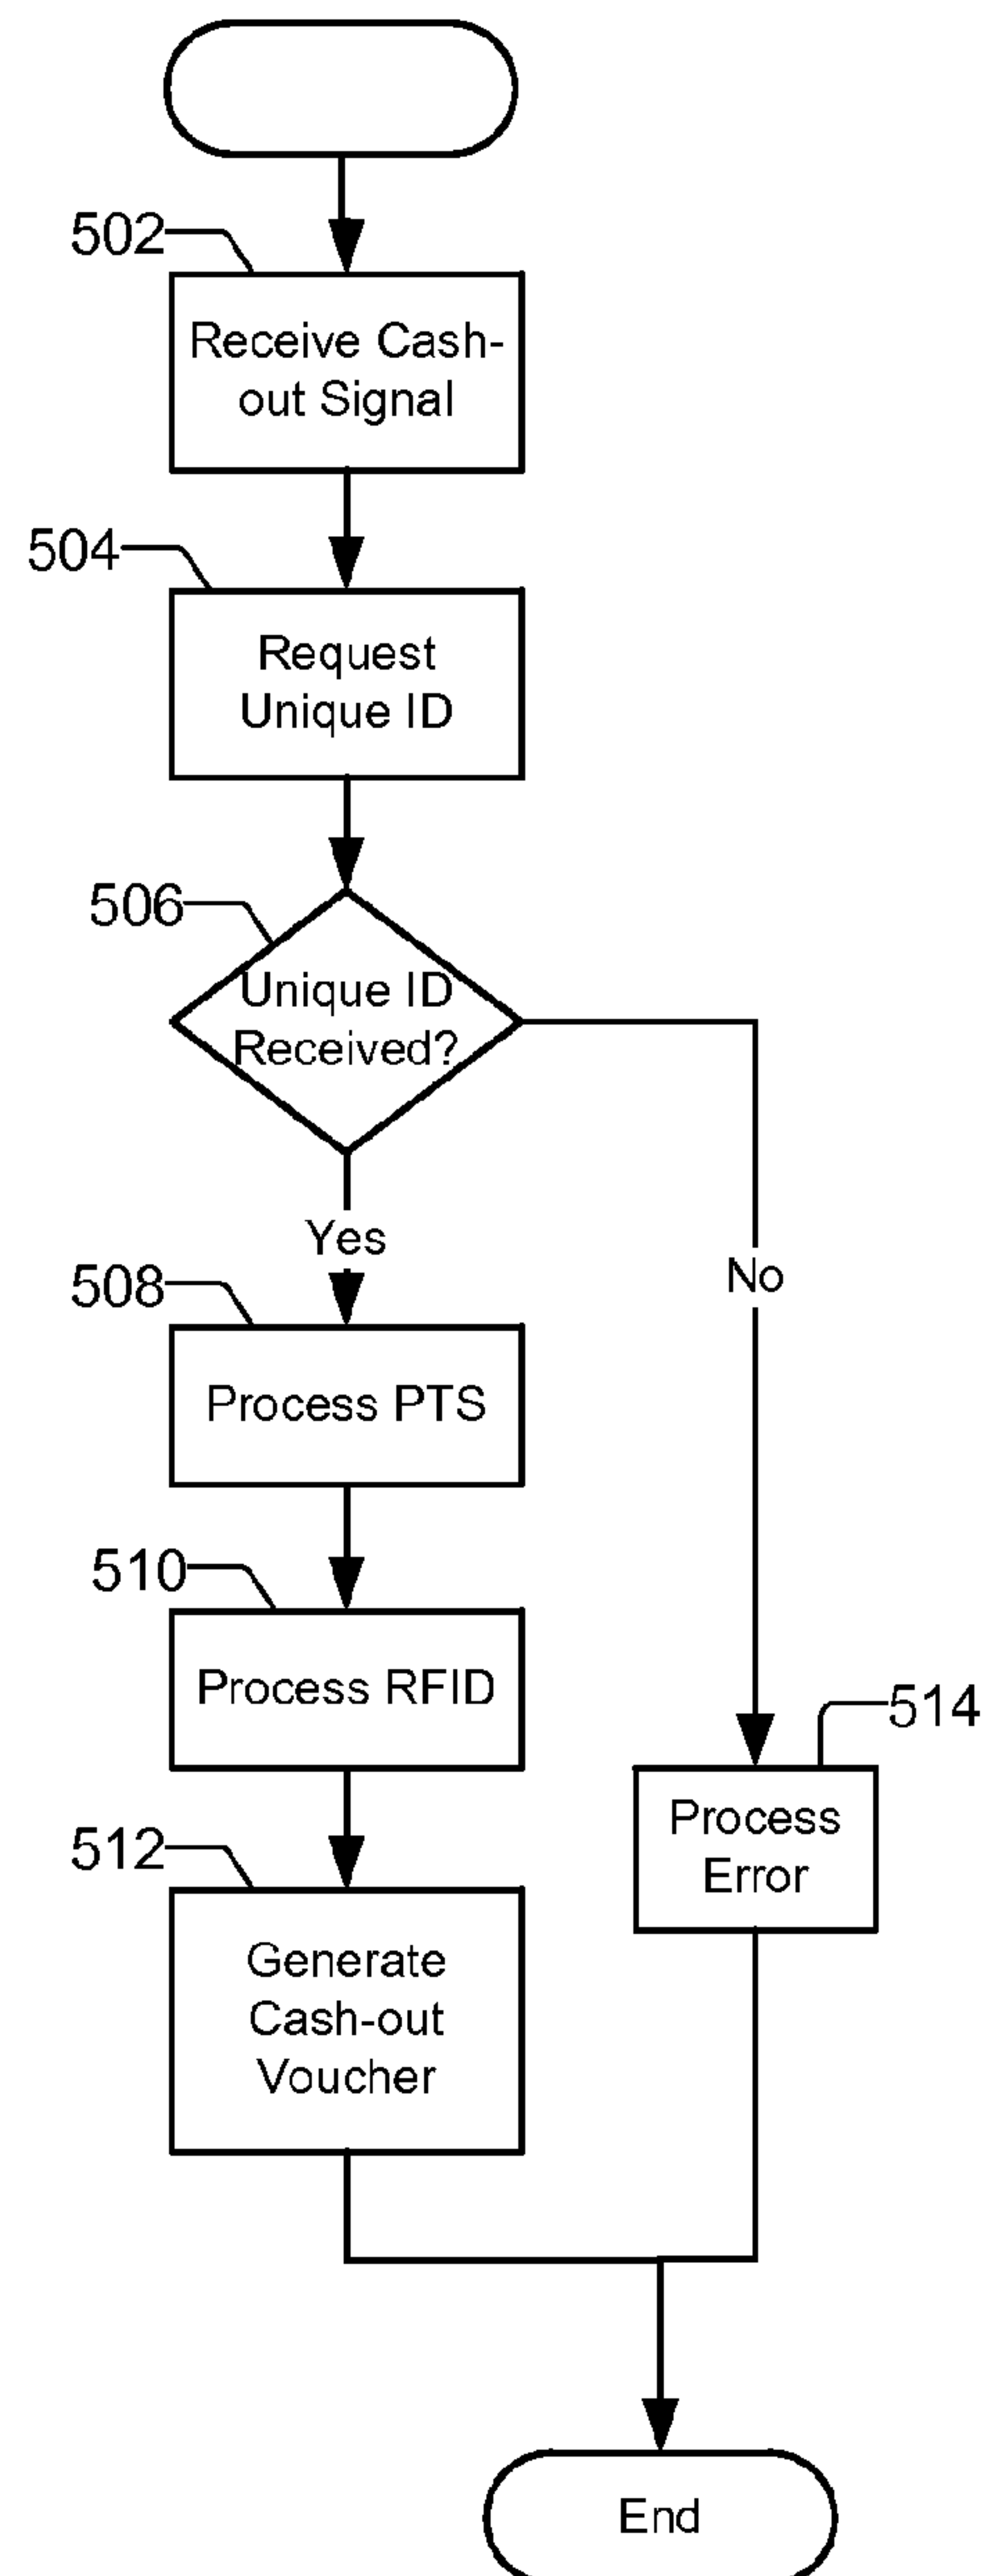 502
Receive Cash-
out Signal
504
Request
Unique ID
506
Unique ID
Received?
Yes
No
508
Process PTS
510
Process RFID
514
Process
Error
512
Generate
Cash-out
Voucher
End